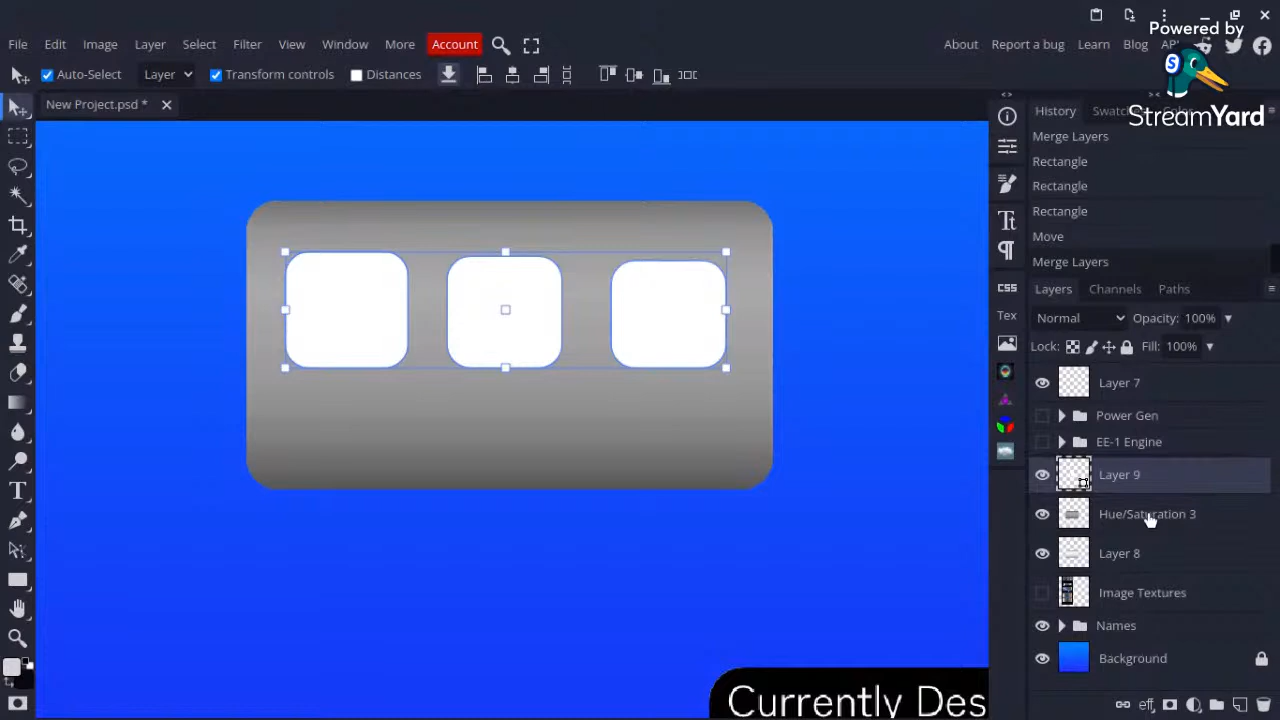 Powered by
StreamYard
File Edit Image Layer Select Filter View Window More Account
About Report a bug Learn Blog
Auto-Select Layer Transform controls Distances
New Project.psd *
History
Merge Layers
Rectangle
Rectangle
Rectangle
Move
Merge Layers
Layers Channels Paths
Normal Opacity: 100%
Lock: Fill: 100%
CSS
Tex
Layer 7
Power Gen
EE-1 Engine
Layer 9
Hue/Saturation 3
Layer 8
Image Textures
Names
Background
eff
Currently Des